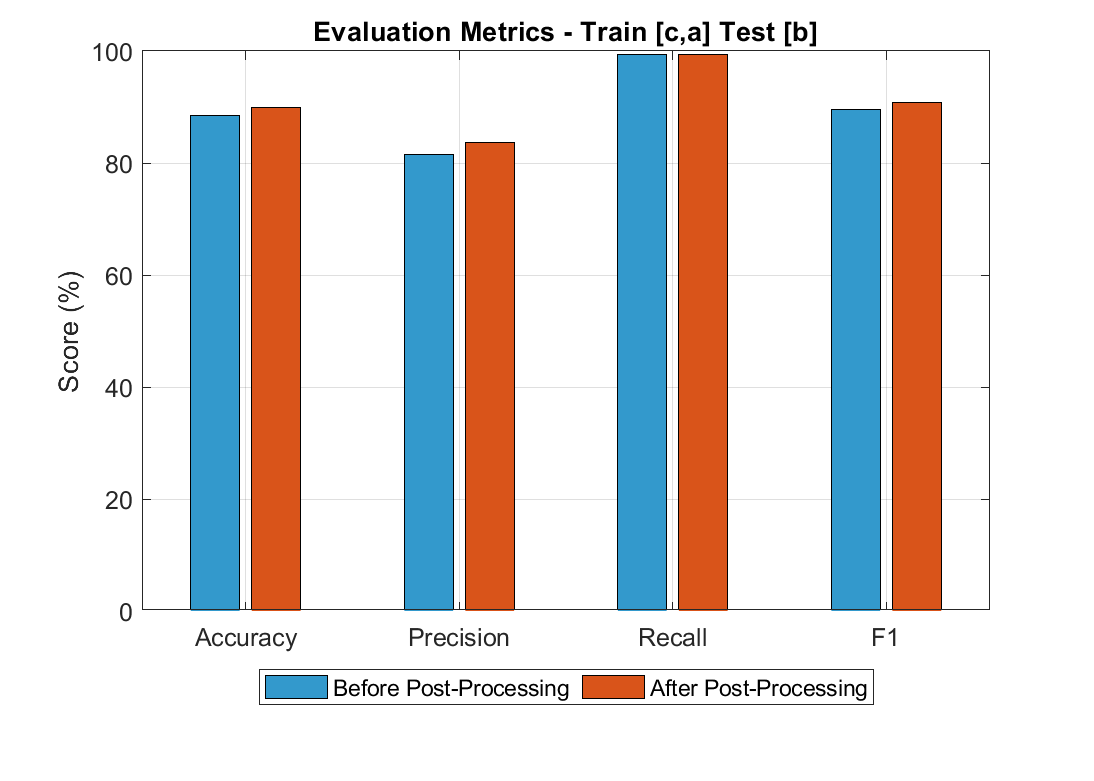 Evaluation Metrics - Train [c,a] Test [b]
100
80
60
40
20
0
Score (%)
Accuracy Precision Recall F1
Before Post-Processing After Post-Processing